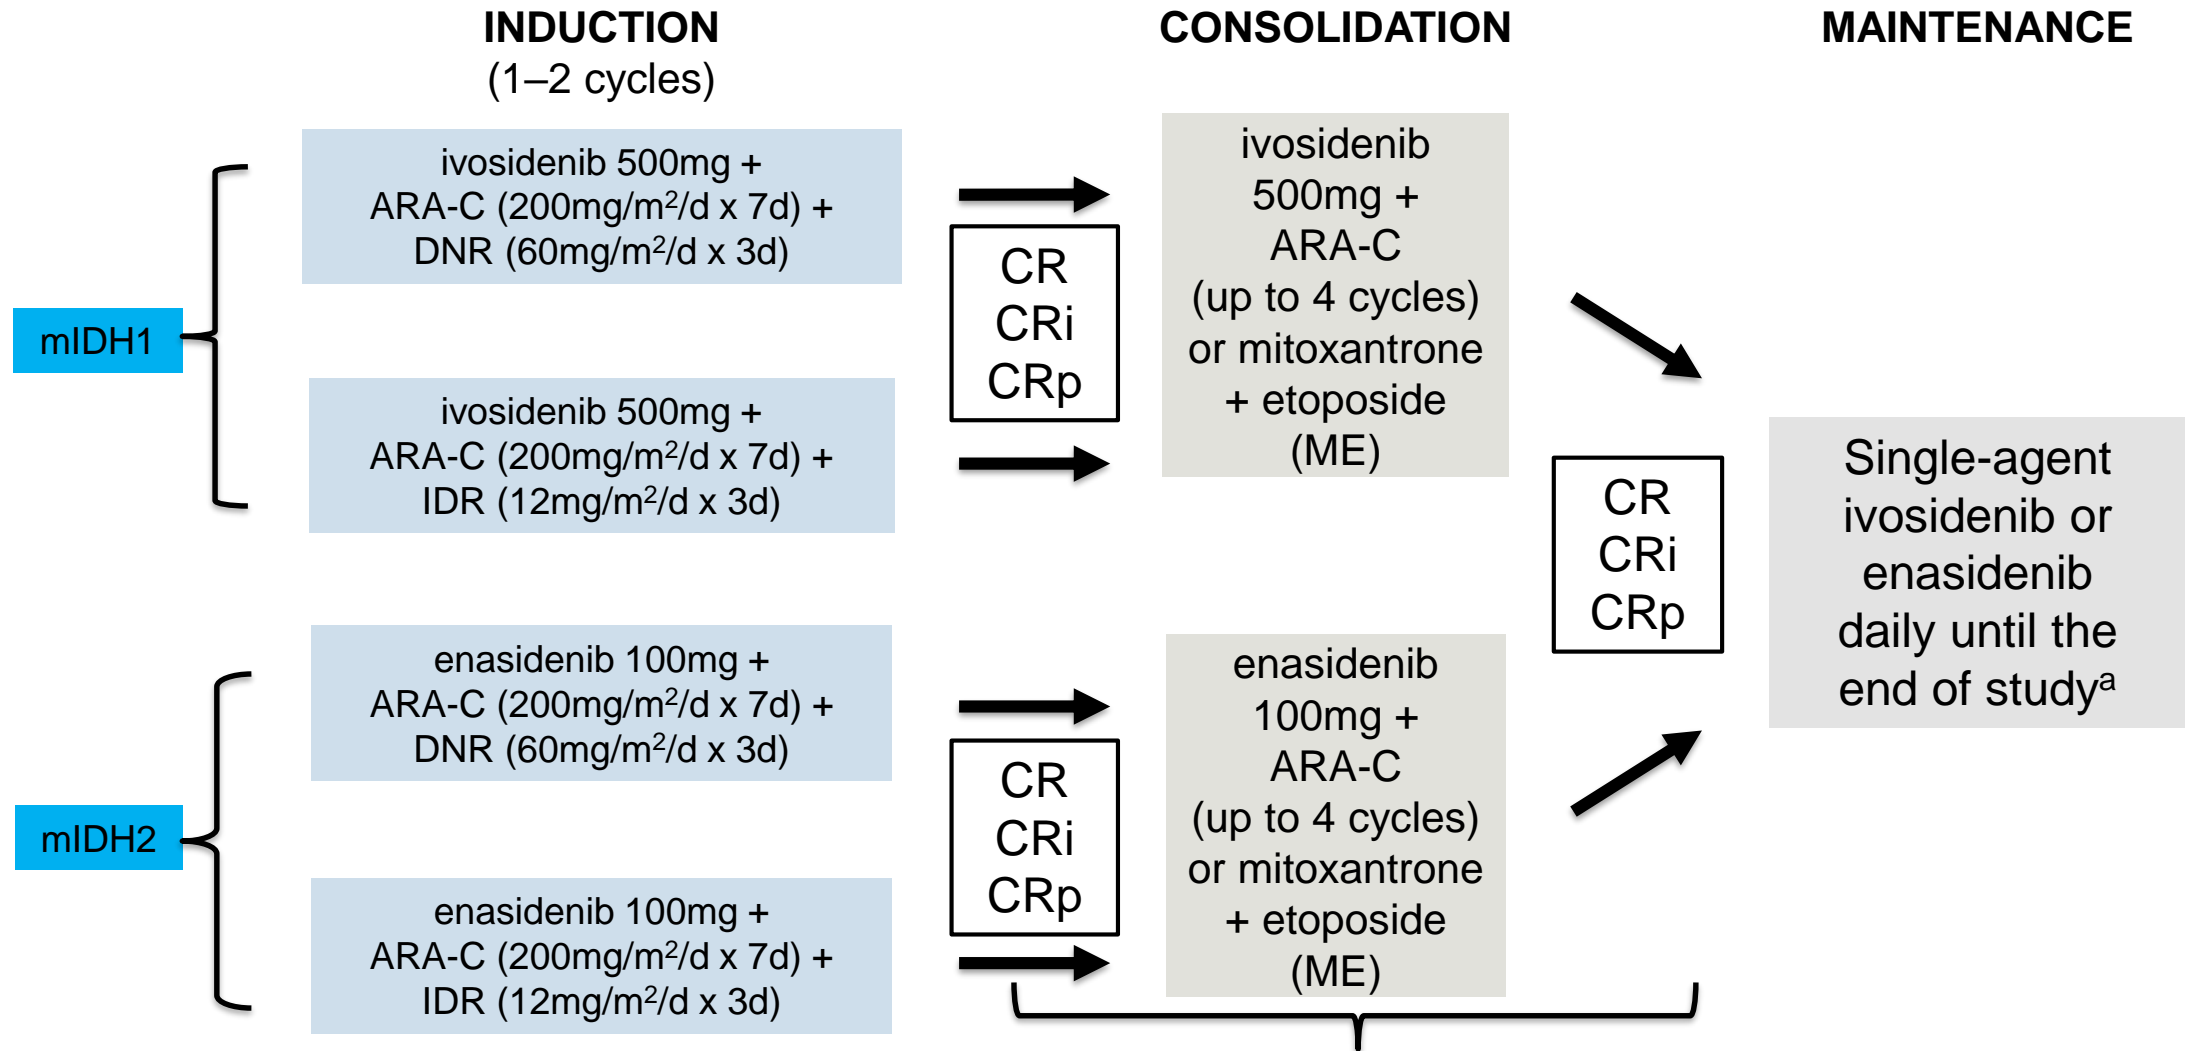 INDUCTION
(1–2 cycles)
CONSOLIDATION
MAINTENANCE
mIDH1
ivosidenib 500mg +
ARA-C (200mg/m²/d x 7d) +
DNR (60mg/m²/d x 3d)
ivosidenib 500mg +
ARA-C (200mg/m²/d x 7d) +
IDR (12mg/m²/d x 3d)
CR
CRi
CRp
ivosidenib
500mg +
ARA-C
(up to 4 cycles)
or mitoxantrone
+ etoposide
(ME)
mIDH2
enasidenib 100mg +
ARA-C (200mg/m²/d x 7d) +
DNR (60mg/m²/d x 3d)
enasidenib 100mg +
ARA-C (200mg/m²/d x 7d) +
IDR (12mg/m²/d x 3d)
CR
CRi
CRp
enasidenib
100mg +
ARA-C
(up to 4 cycles)
or mitoxantrone
+ etoposide
(ME)
CR
CRi
CRp
Single-agent
ivosidenib or
enasidenib
daily until the
end of studyᵃ